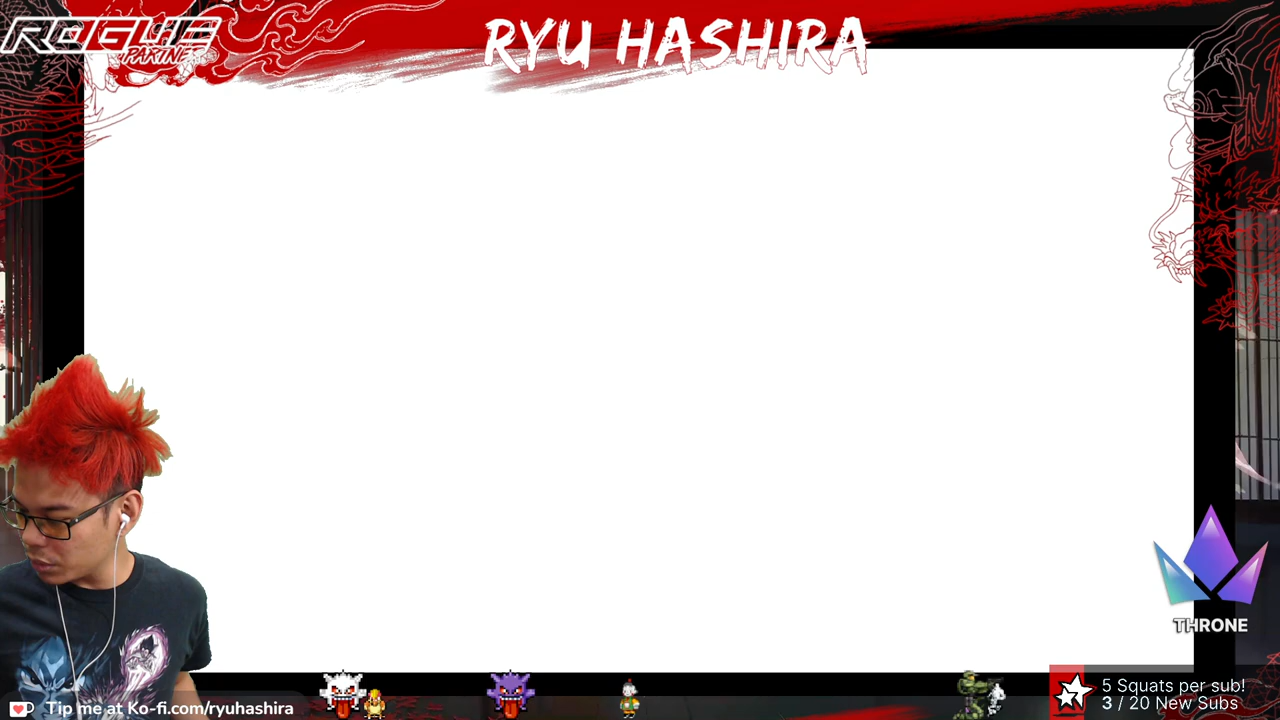 ROGUE
RYU HASHIRA
THRONE
5 Squats per sub!
3 / 20 New Subs
Tip me at Ko-fi.com/ryuhashira